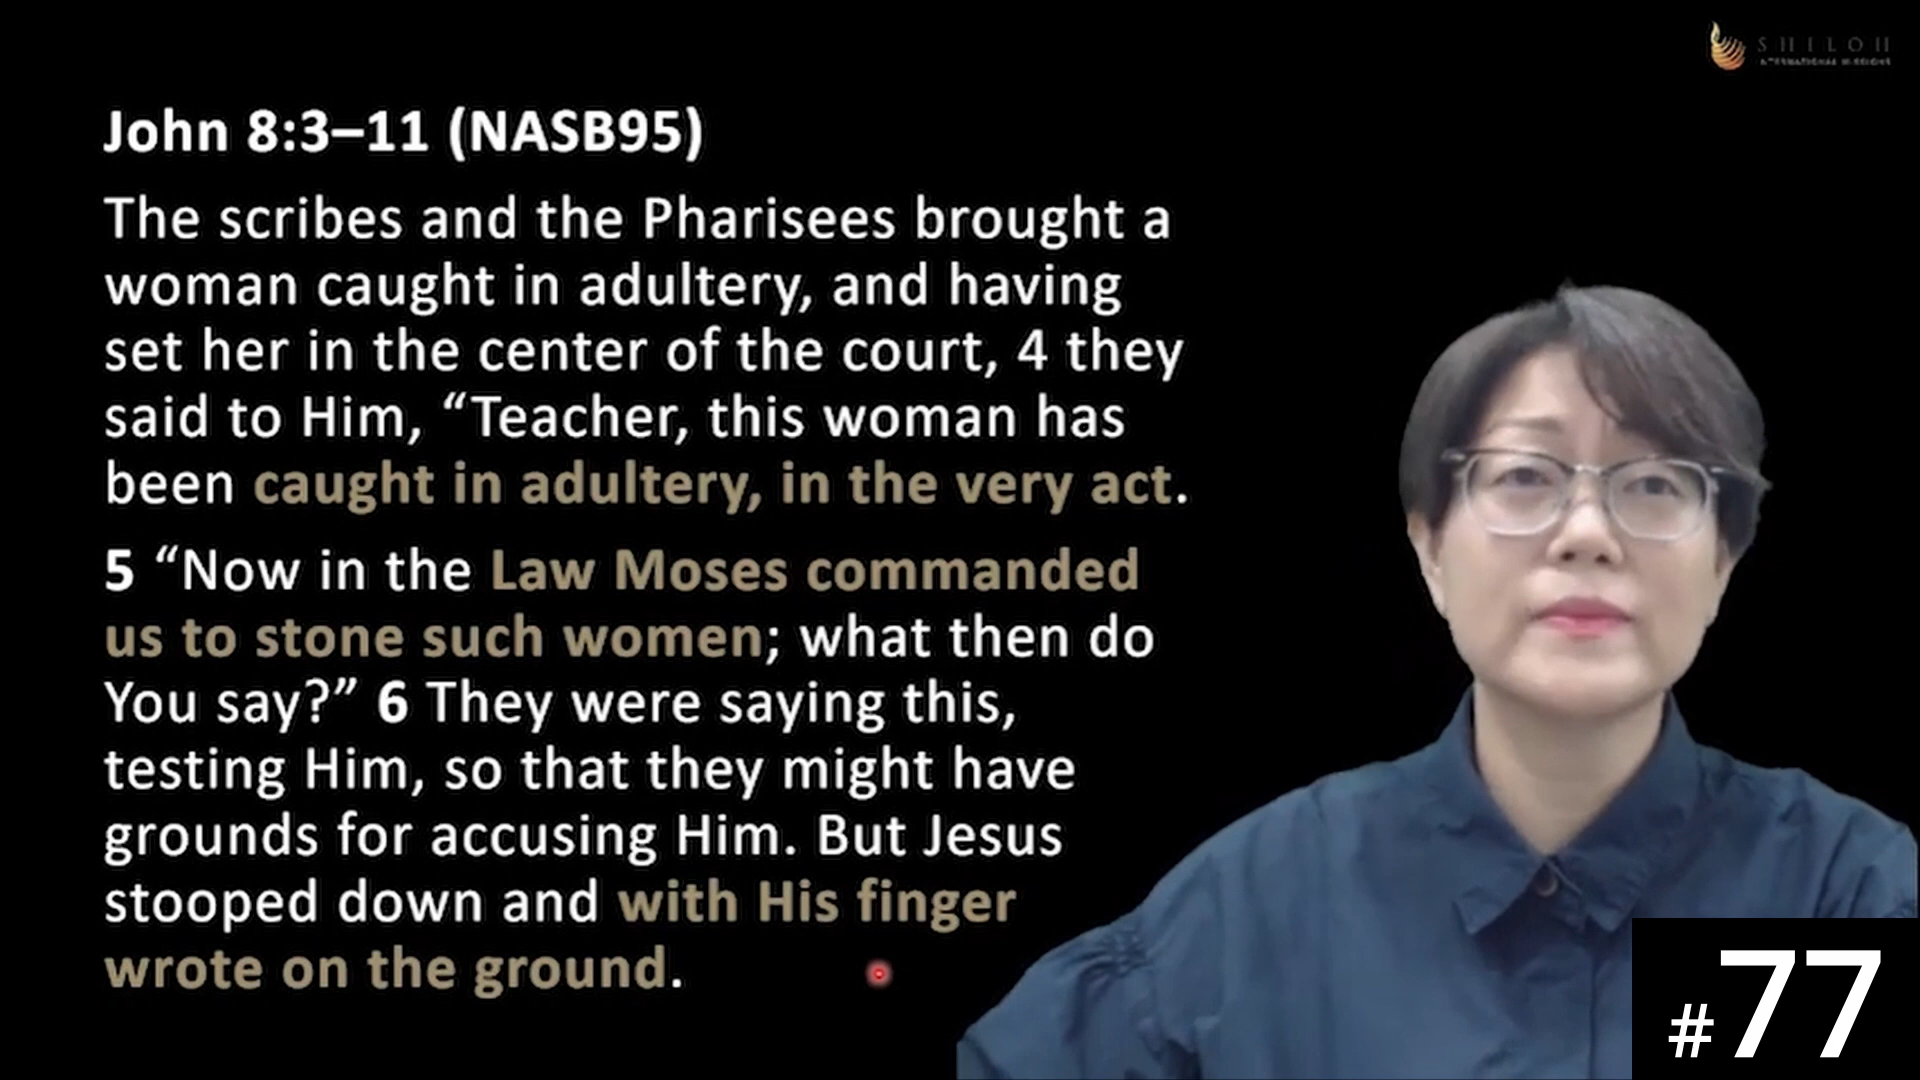 SHILOH
INTERNATIONAL MISSIONS
John 8:3–11 (NASB95)
The scribes and the Pharisees brought a
woman caught in adultery, and having
set her in the center of the court, 4 they
said to Him, “Teacher, this woman has
been caught in adultery, in the very act.
5 “Now in the Law Moses commanded
us to stone such women; what then do
You say?” 6 They were saying this,
testing Him, so that they might have
grounds for accusing Him. But Jesus
stooped down and with His finger
wrote on the ground.
#77